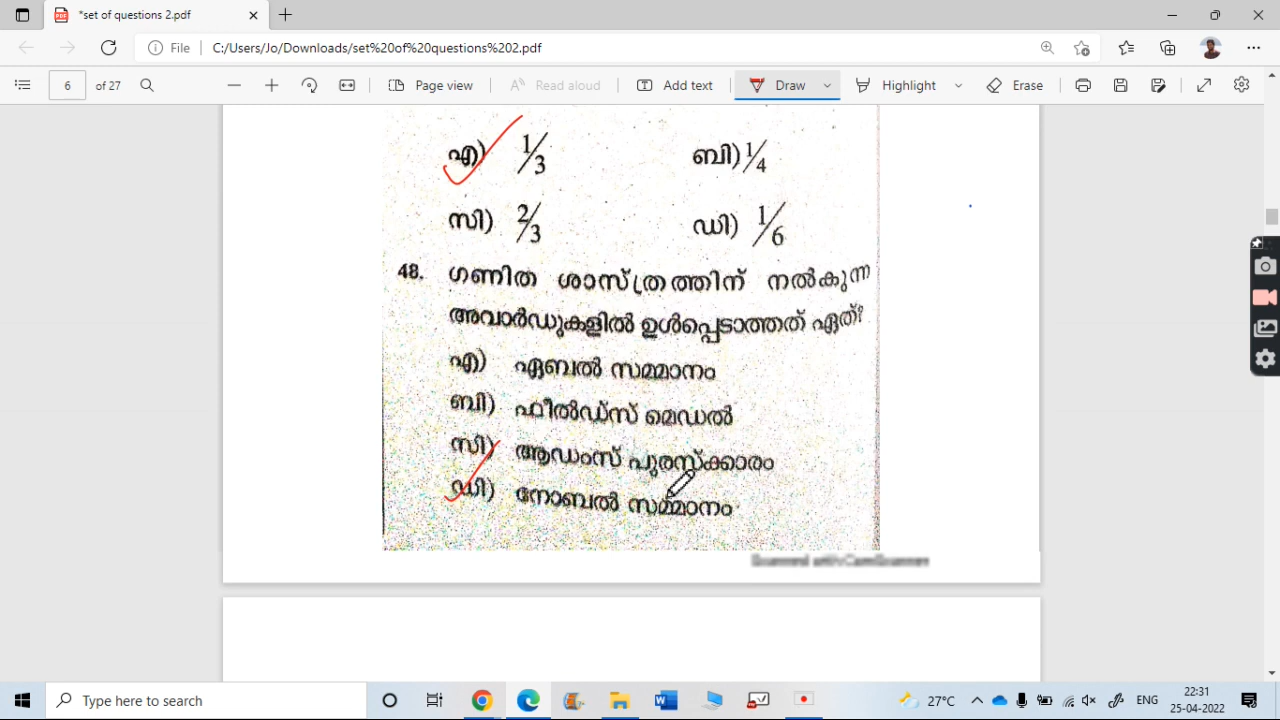 *set of questions 2.pdf
File C:/Users/Jo/Downloads/set%20of%20questions%202.pdf
6 of 27 Page view Read aloud Add text Draw Highlight Erase
എ) 1/3 ബി) 1/4
സി) 2/3 ഡി) 1/6
48. ഗണിത ശാസ്ത്രത്തിന് നൽകുന്ന
അവാർഡുകളിൽ ഉൾപ്പെടാത്തത് ഏത്?
എ) ഏബൽ സമ്മാനം
ബി) ഫീൽഡ്സ് മെഡൽ
സി) ആഡംസ് പുരസ്ക്കാരം
ഡി) നോബൽ സമ്മാനം
Type here to search 27°C ENG 22:31
25-04-2022